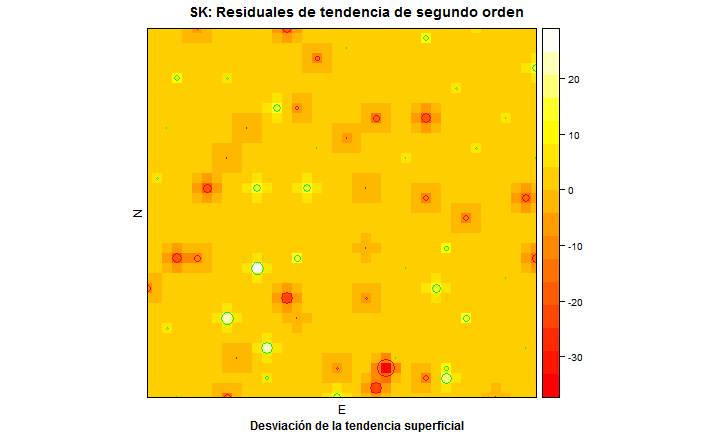 SK: Residuales de tendencia de segundo orden
20
10
0
-10
-20
-30
N
E
Desviación de la tendencia superficial